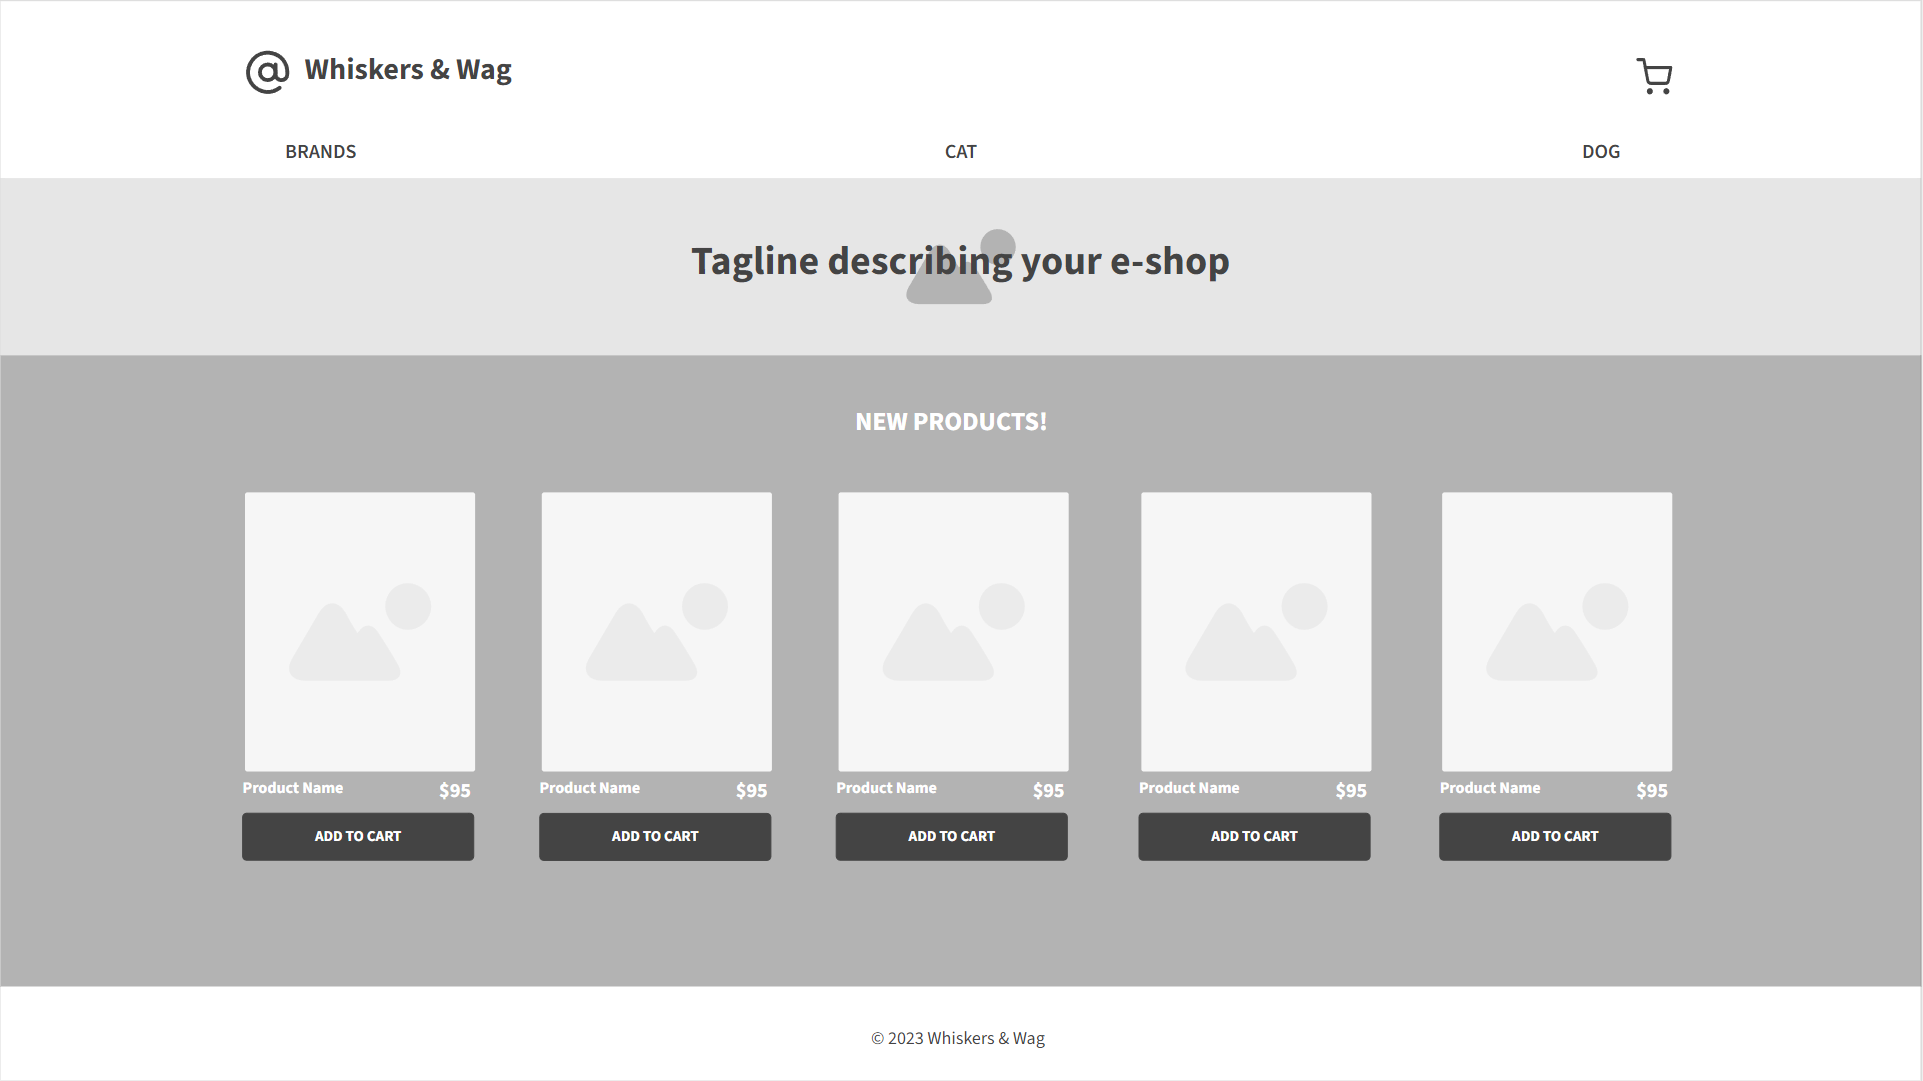 @ Whiskers & Wag
BRANDS CAT DOG
Tagline describing your e-shop
NEW PRODUCTS!
Product Name $95 Product Name $95 Product Name $95 Product Name $95 Product Name $95
ADD TO CART ADD TO CART ADD TO CART ADD TO CART ADD TO CART
© 2023 Whiskers & Wag